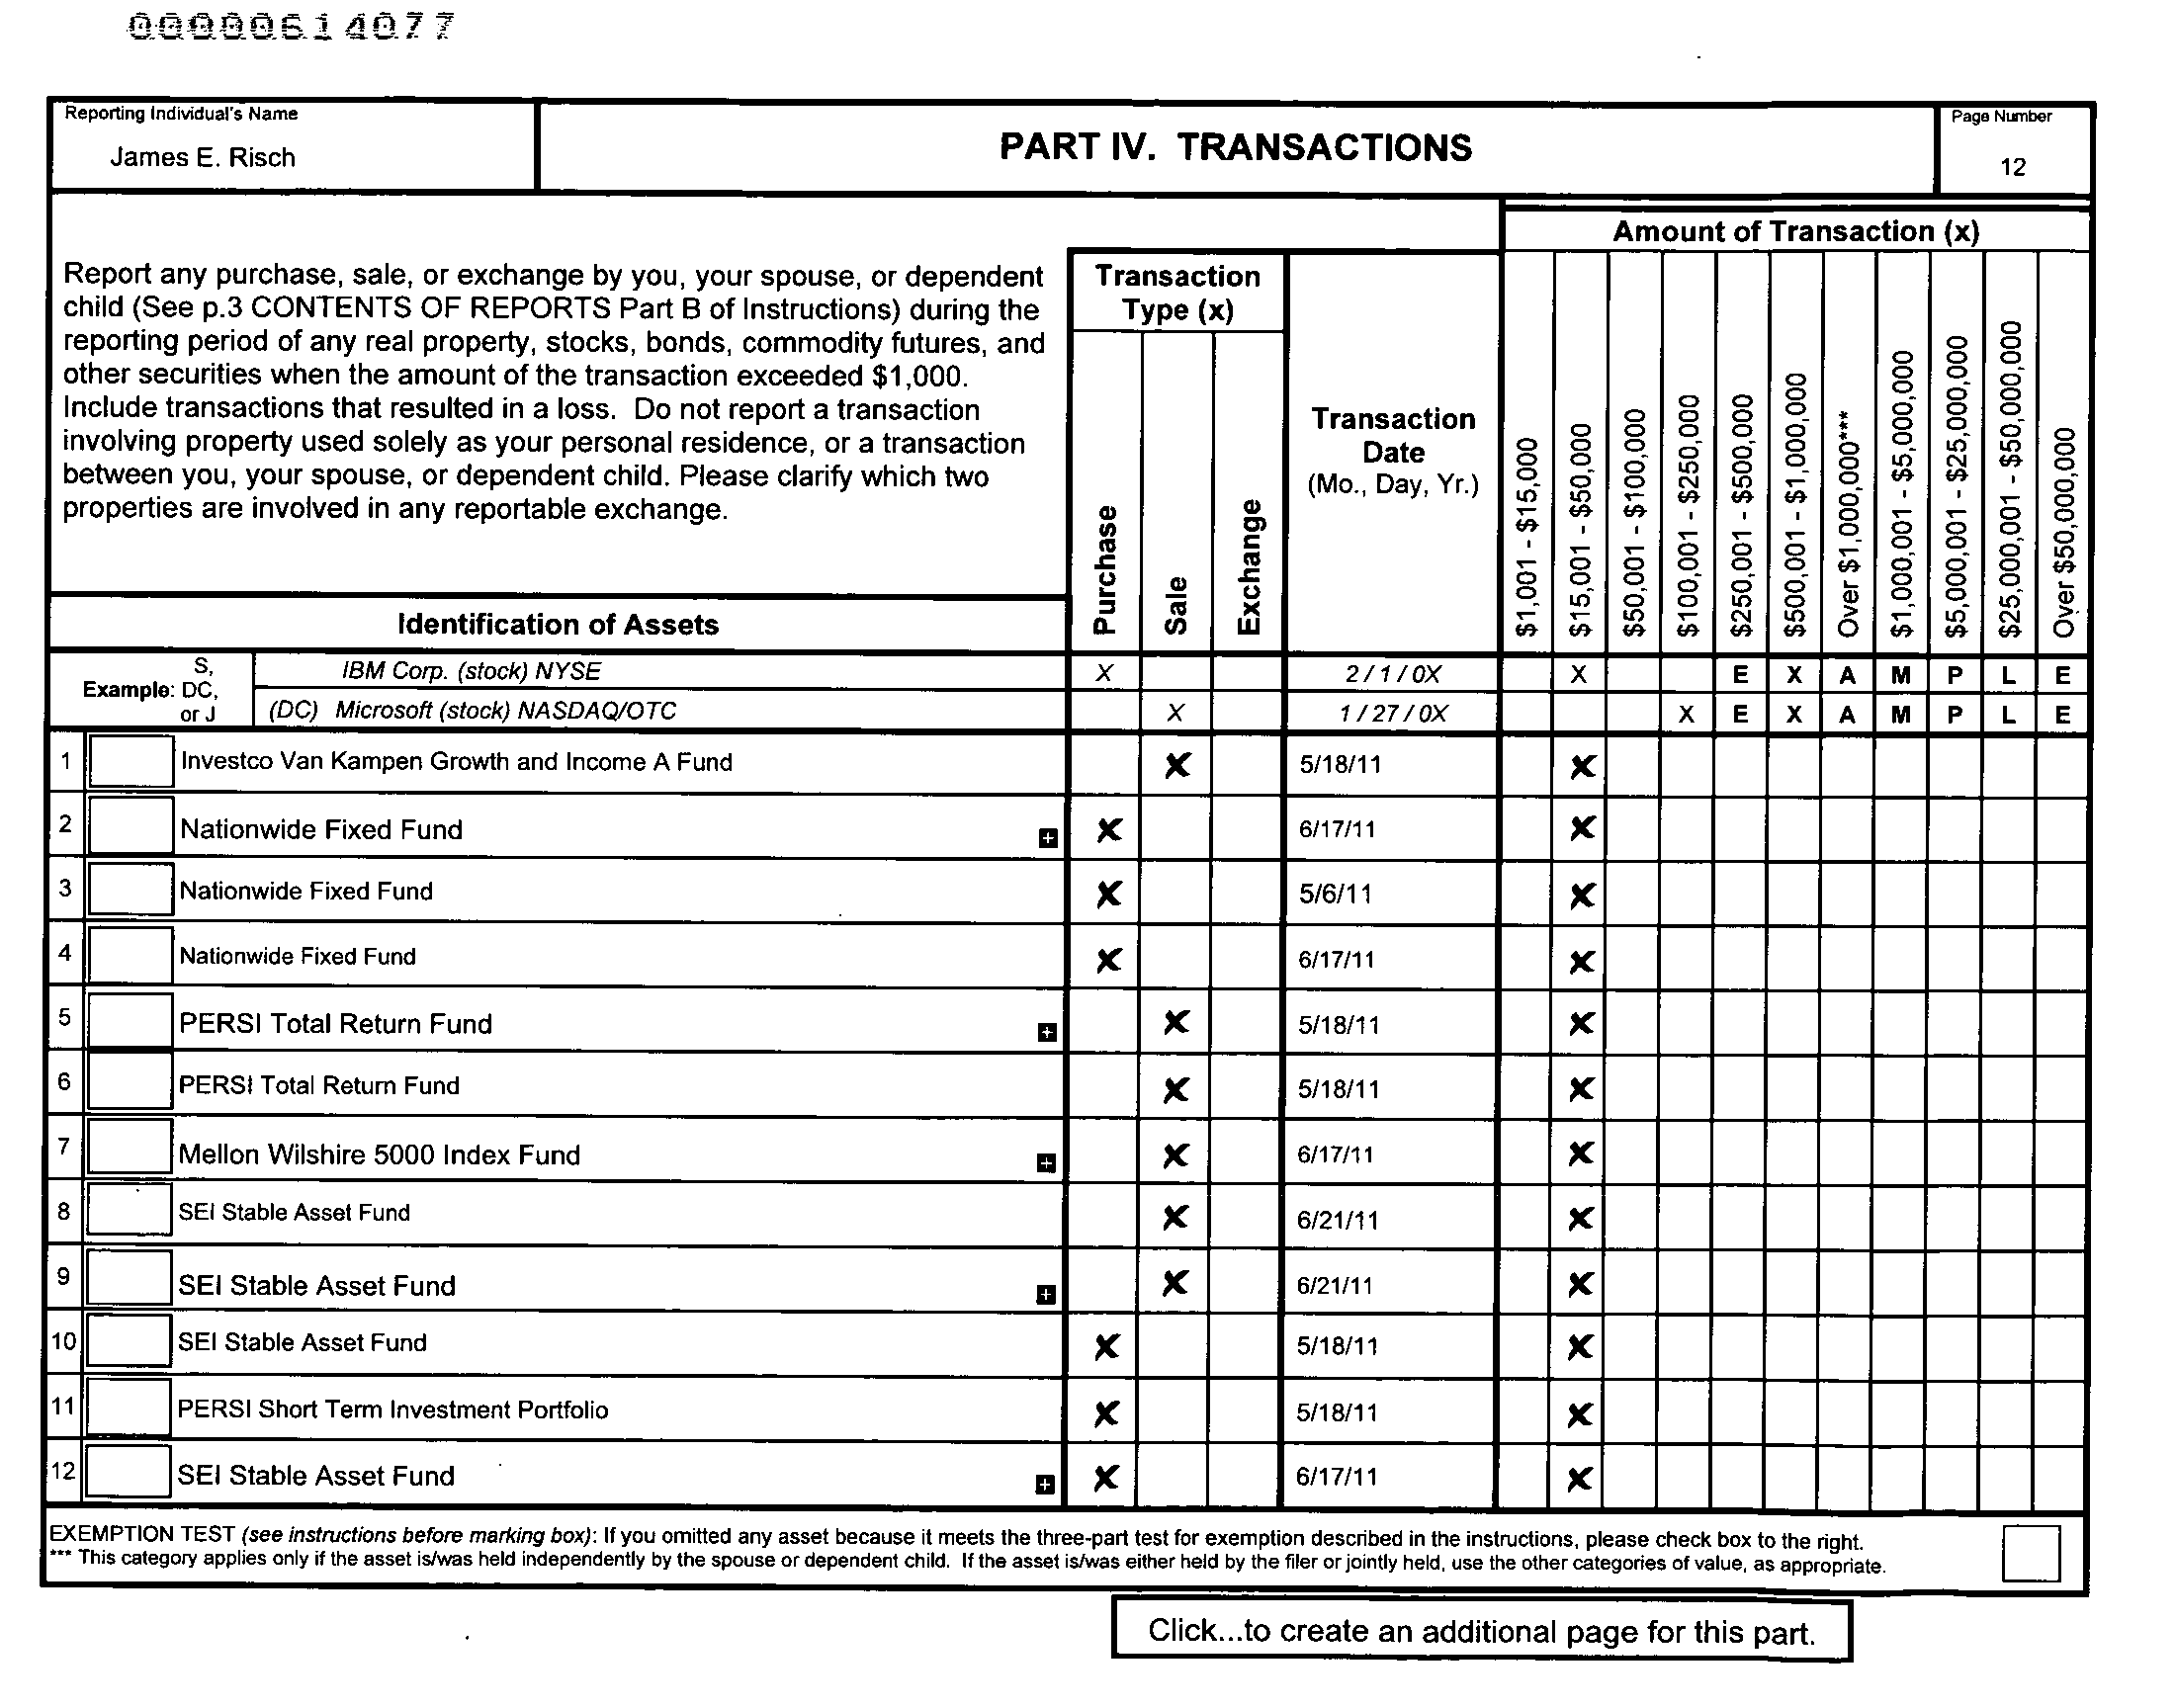 00000614077
Reporting Individual's Name
James E. Risch
PART IV. TRANSACTIONS
Page Number
12
Report any purchase, sale, or exchange by you, your spouse, or dependent
child (See p.3 CONTENTS OF REPORTS Part B of Instructions) during the
reporting period of any real property, stocks, bonds, commodity futures, and
other securities when the amount of the transaction exceeded $1,000.
Include transactions that resulted in a loss. Do not report a transaction
involving property used solely as your personal residence, or a transaction
between you, your spouse, or dependent child. Please clarify which two
properties are involved in any reportable exchange.
Identification of Assets
Transaction
Type (x)
Purchase
Sale
Exchange
Transaction
Date
(Mo., Day, Yr.)
Amount of Transaction (x)
$1,001 - $15,000
$15,001 - $50,000
$50,001 - $100,000
$100,001 - $250,000
$250,001 - $500,000
$500,001 - $1,000,000
Over $1,000,000***
$1,000,001 - $5,000,000
$5,000,001 - $25,000,000
$25,000,001 - $50,000,000
Over $50,000,000
Example: S, DC, or J
IBM Corp. (stock) NYSE X 2 / 1 / 0X X E X A M P L E
(DC) Microsoft (stock) NASDAQ/OTC X 1 / 27 / 0X X E X A M P L E
1 Investco Van Kampen Growth and Income A Fund X 5/18/11 X
2 Nationwide Fixed Fund + X 6/17/11 X
3 Nationwide Fixed Fund X 5/6/11 X
4 Nationwide Fixed Fund X 6/17/11 X
5 PERSI Total Return Fund + X 5/18/11 X
6 PERSI Total Return Fund X 5/18/11 X
7 Mellon Wilshire 5000 Index Fund + X 6/17/11 X
8 SEI Stable Asset Fund X 6/21/11 X
9 SEI Stable Asset Fund + X 6/21/11 X
10 SEI Stable Asset Fund X 5/18/11 X
11 PERSI Short Term Investment Portfolio X 5/18/11 X
12 SEI Stable Asset Fund + X 6/17/11 X
EXEMPTION TEST (see instructions before marking box): If you omitted any asset because it meets the three-part test for exemption described in the instructions, please check box to the right.
*** This category applies only if the asset is/was held independently by the spouse or dependent child. If the asset is/was either held by the filer or jointly held, use the other categories of value, as appropriate.
Click...to create an additional page for this part.